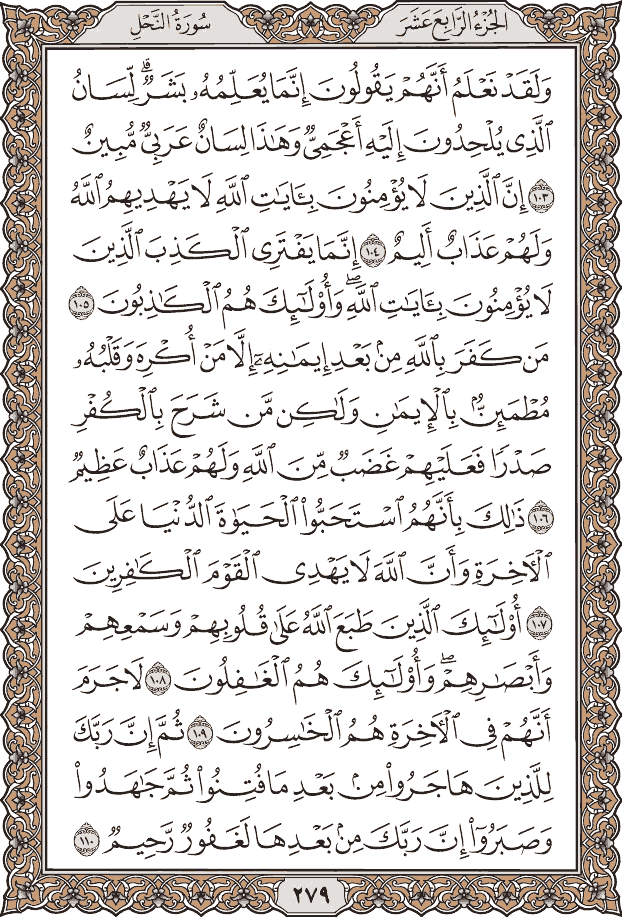 الجُزْءُ الرَّابِعَ عَشَرَ
سُورَةُ النَّحْلِ
وَلَقَدْ نَعْلَمُ أَنَّهُمْ يَقُولُونَ إِنَّمَا يُعَلِّمُهُۥ بَشَرٌۗ لِّسَانُ
ٱلَّذِى يُلْحِدُونَ إِلَيْهِ أَعْجَمِىٌّ وَهَٰذَا لِسَانٌ عَرَبِىٌّ مُّبِينٌ
١٠٣ إِنَّ ٱلَّذِينَ لَا يُؤْمِنُونَ بِـَٔايَٰتِ ٱللَّهِ لَا يَهْدِيهِمُ ٱللَّهُ
وَلَهُمْ عَذَابٌ أَلِيمٌ ١٠٤ إِنَّمَا يَفْتَرِى ٱلْكَذِبَ ٱلَّذِينَ
لَا يُؤْمِنُونَ بِـَٔايَٰتِ ٱللَّهِۖ وَأُو۟لَٰٓئِكَ هُمُ ٱلْكَٰذِبُونَ ١٠٥
مَن كَفَرَ بِٱللَّهِ مِنۢ بَعْدِ إِيمَٰنِهِۦٓ إِلَّا مَنْ أُكْرِهَ وَقَلْبُهُۥ
مُطْمَئِنٌّۢ بِٱلْإِيمَٰنِ وَلَٰكِن مَّن شَرَحَ بِٱلْكُفْرِ
صَدْرًا فَعَلَيْهِمْ غَضَبٌ مِّنَ ٱللَّهِ وَلَهُمْ عَذَابٌ عَظِيمٌ
١٠٦ ذَٰلِكَ بِأَنَّهُمُ ٱسْتَحَبُّوا۟ ٱلْحَيَوٰةَ ٱلدُّنْيَا عَلَى
ٱلْءَاخِرَةِ وَأَنَّ ٱللَّهَ لَا يَهْدِى ٱلْقَوْمَ ٱلْكَٰفِرِينَ
١٠٧ أُو۟لَٰٓئِكَ ٱلَّذِينَ طَبَعَ ٱللَّهُ عَلَىٰ قُلُوبِهِمْ وَسَمْعِهِمْ
وَأَبْصَٰرِهِمْۖ وَأُو۟لَٰٓئِكَ هُمُ ٱلْغَٰفِلُونَ ١٠٨ لَا جَرَمَ
أَنَّهُمْ فِى ٱلْءَاخِرَةِ هُمُ ٱلْخَٰسِرُونَ ١٠٩ ثُمَّ إِنَّ رَبَّكَ
لِلَّذِينَ هَاجَرُوا۟ مِنۢ بَعْدِ مَا فُتِنُوا۟ ثُمَّ جَٰهَدُوا۟
وَصَبَرُوٓا۟ إِنَّ رَبَّكَ مِنۢ بَعْدِهَا لَغَفُورٌ رَّحِيمٌ ١١٠
٢٧٩